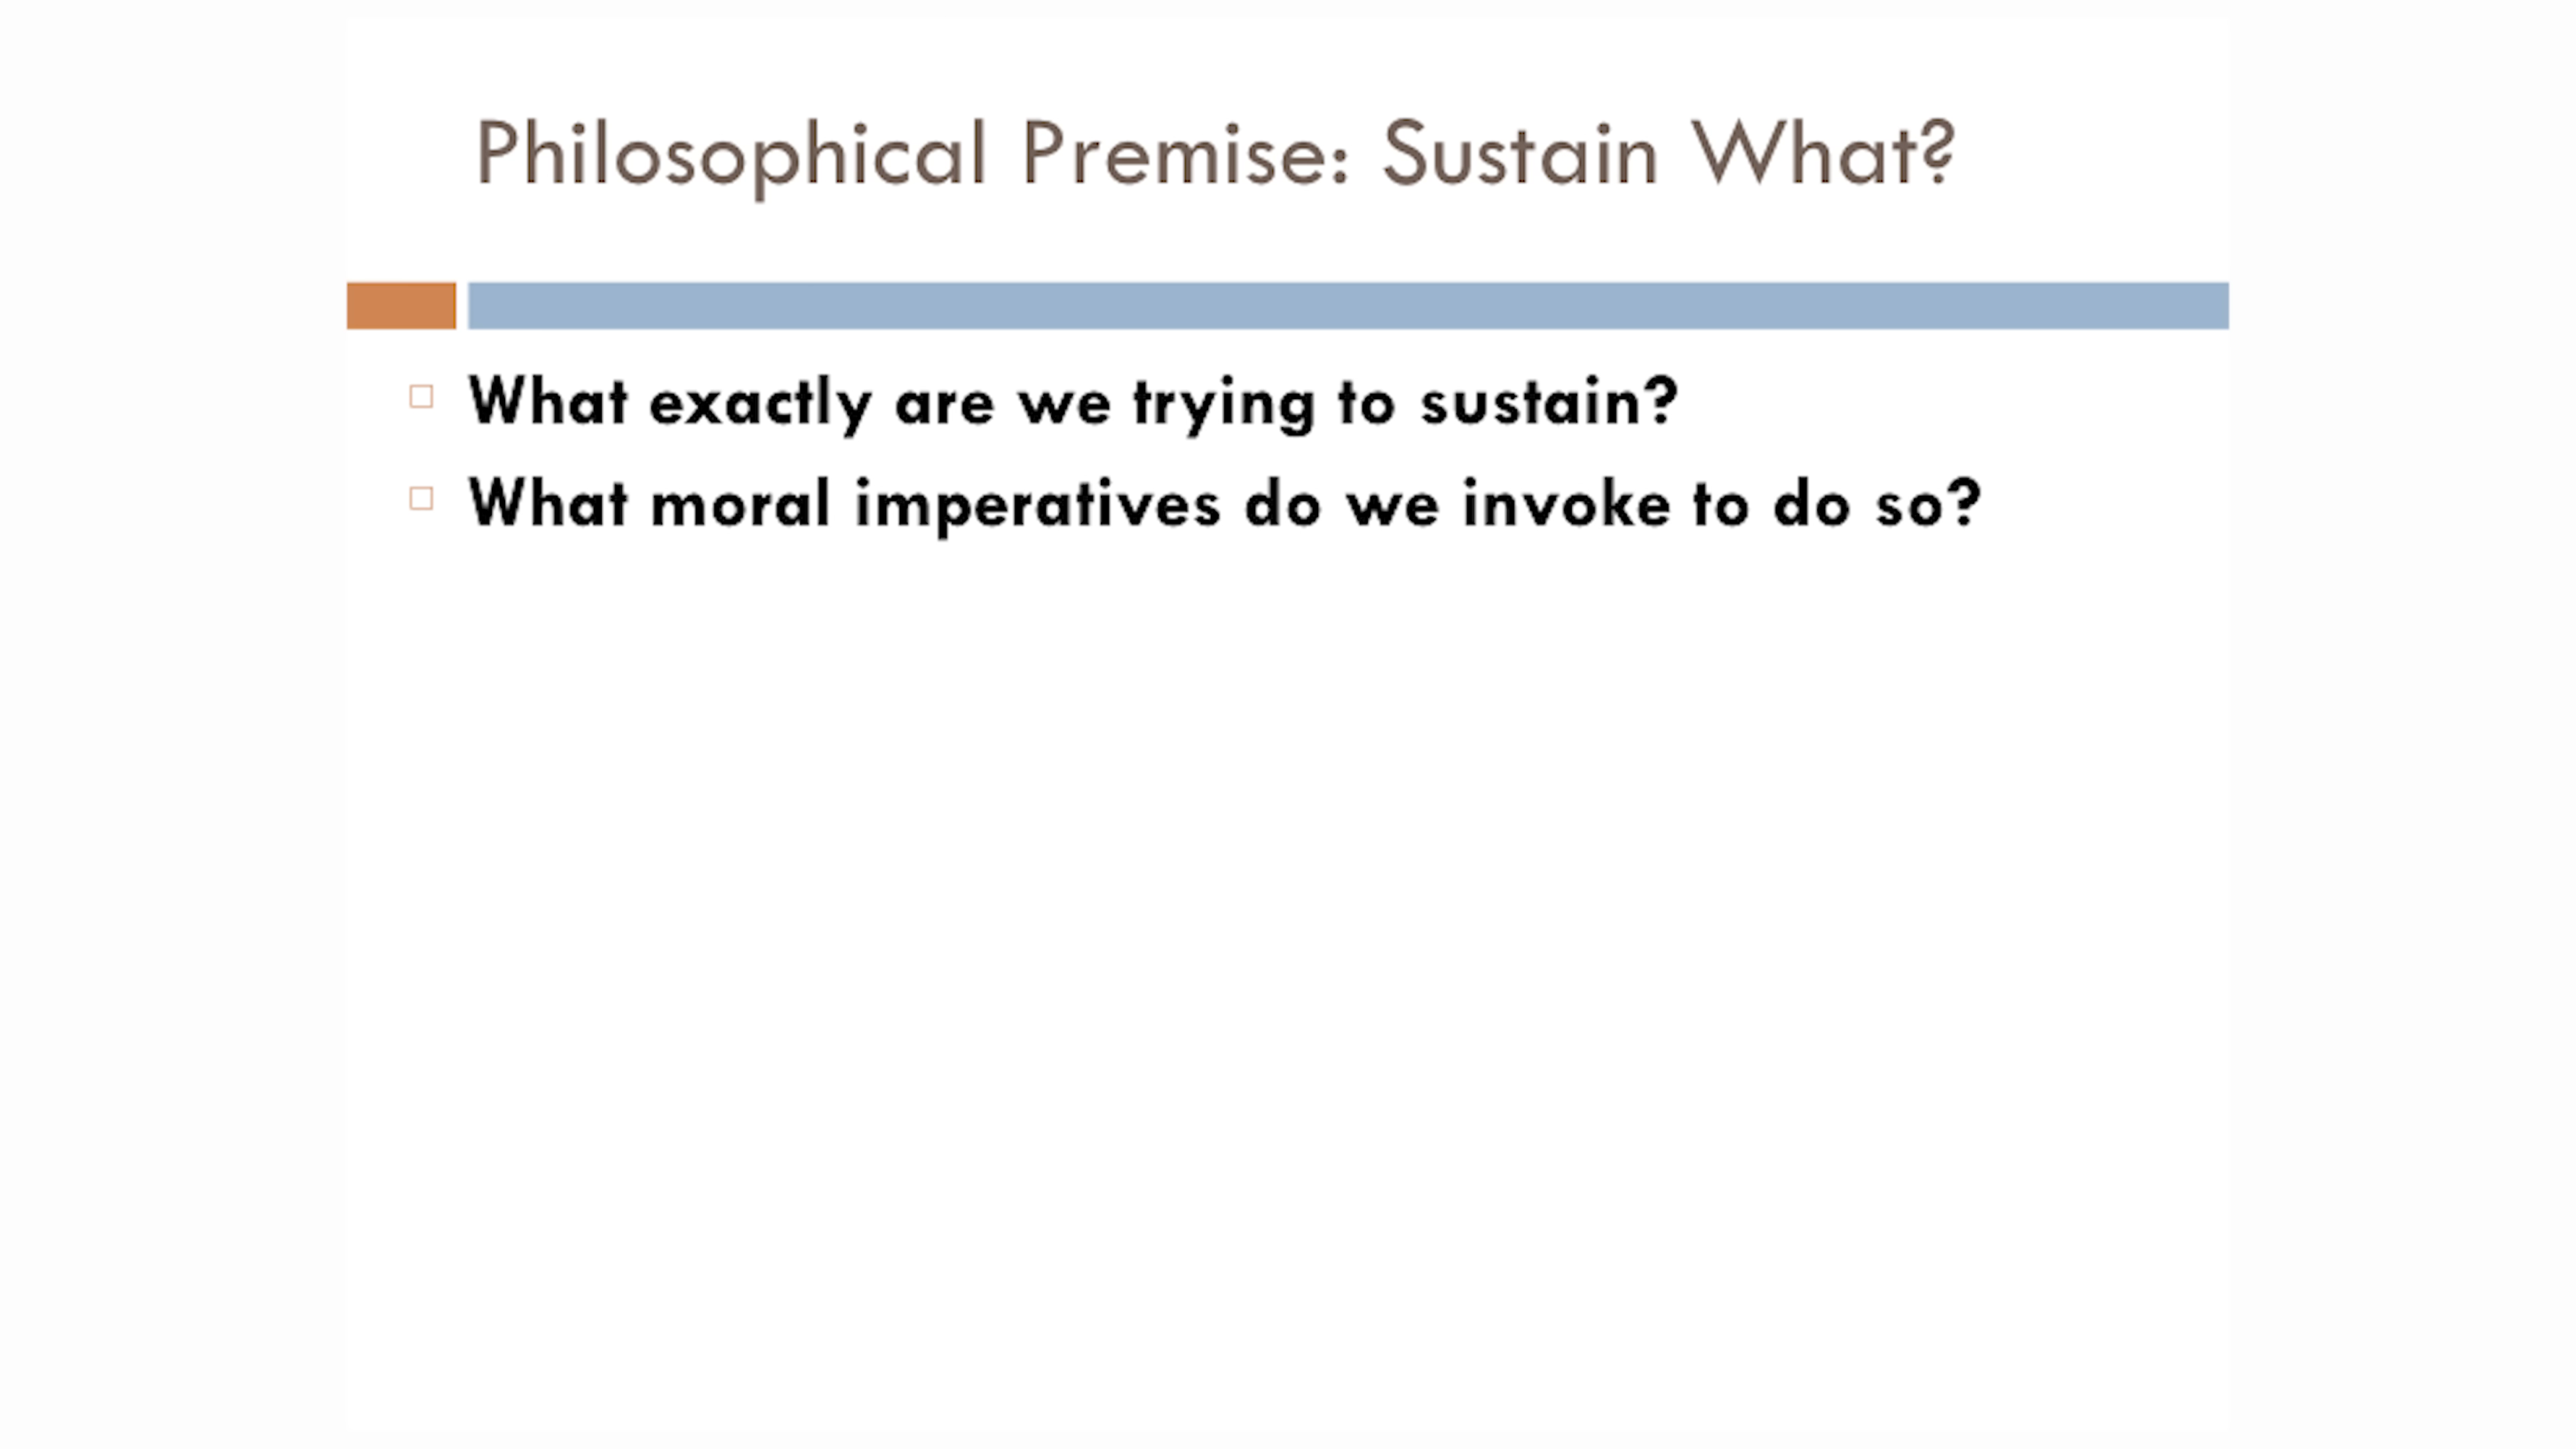 Philosophical Premise: Sustain What?
What exactly are we trying to sustain?
What moral imperatives do we invoke to do so?